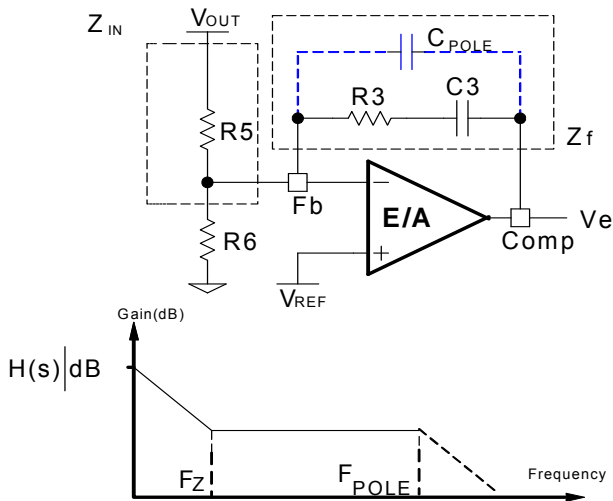 Z IN
VOUT
CPOLE
R5
R3
C3
Zf
Fb
R6
E/A
Comp
Ve
VREF
Gain(dB)
H(s)|dB
FZ
FPOLE
Frequency